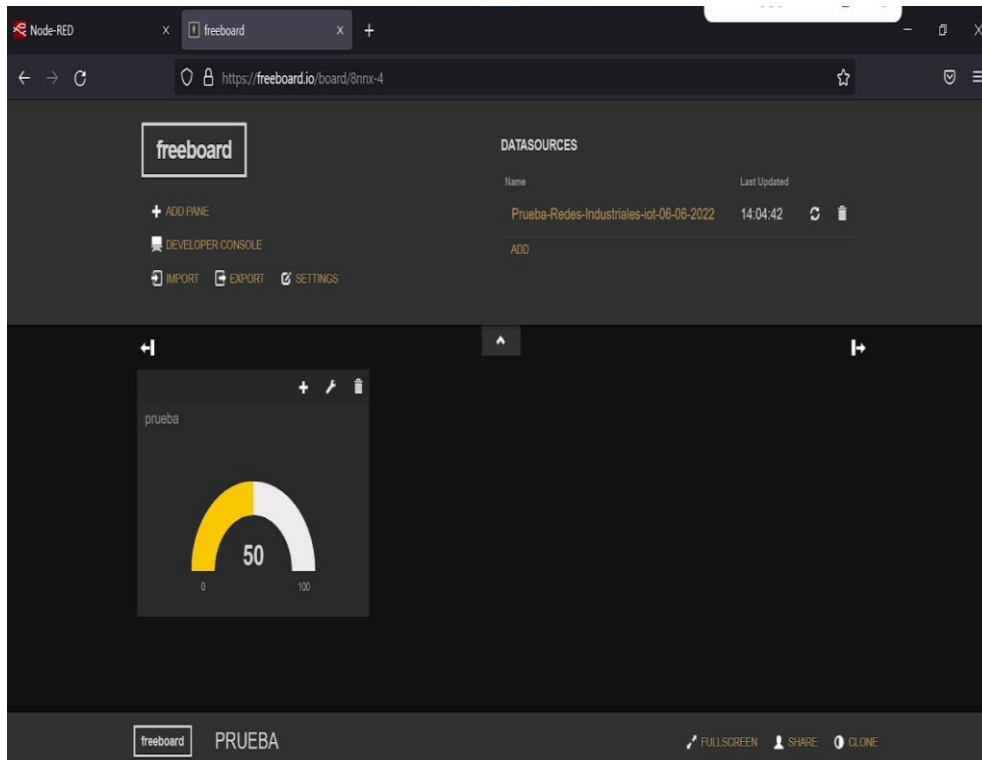 Node-RED
freeboard
https://freeboard.io/board/8nnx-4
freeboard
ADD PANE
DEVELOPER CONSOLE
IMPORT EXPORT SETTINGS
DATASOURCES
Name Last Updated
Prueba-Redes-Industriales-iot-06-06-2022 14:04:42
ADD
prueba
50
0 100
freeboard PRUEBA FULLSCREEN SHARE CLONE